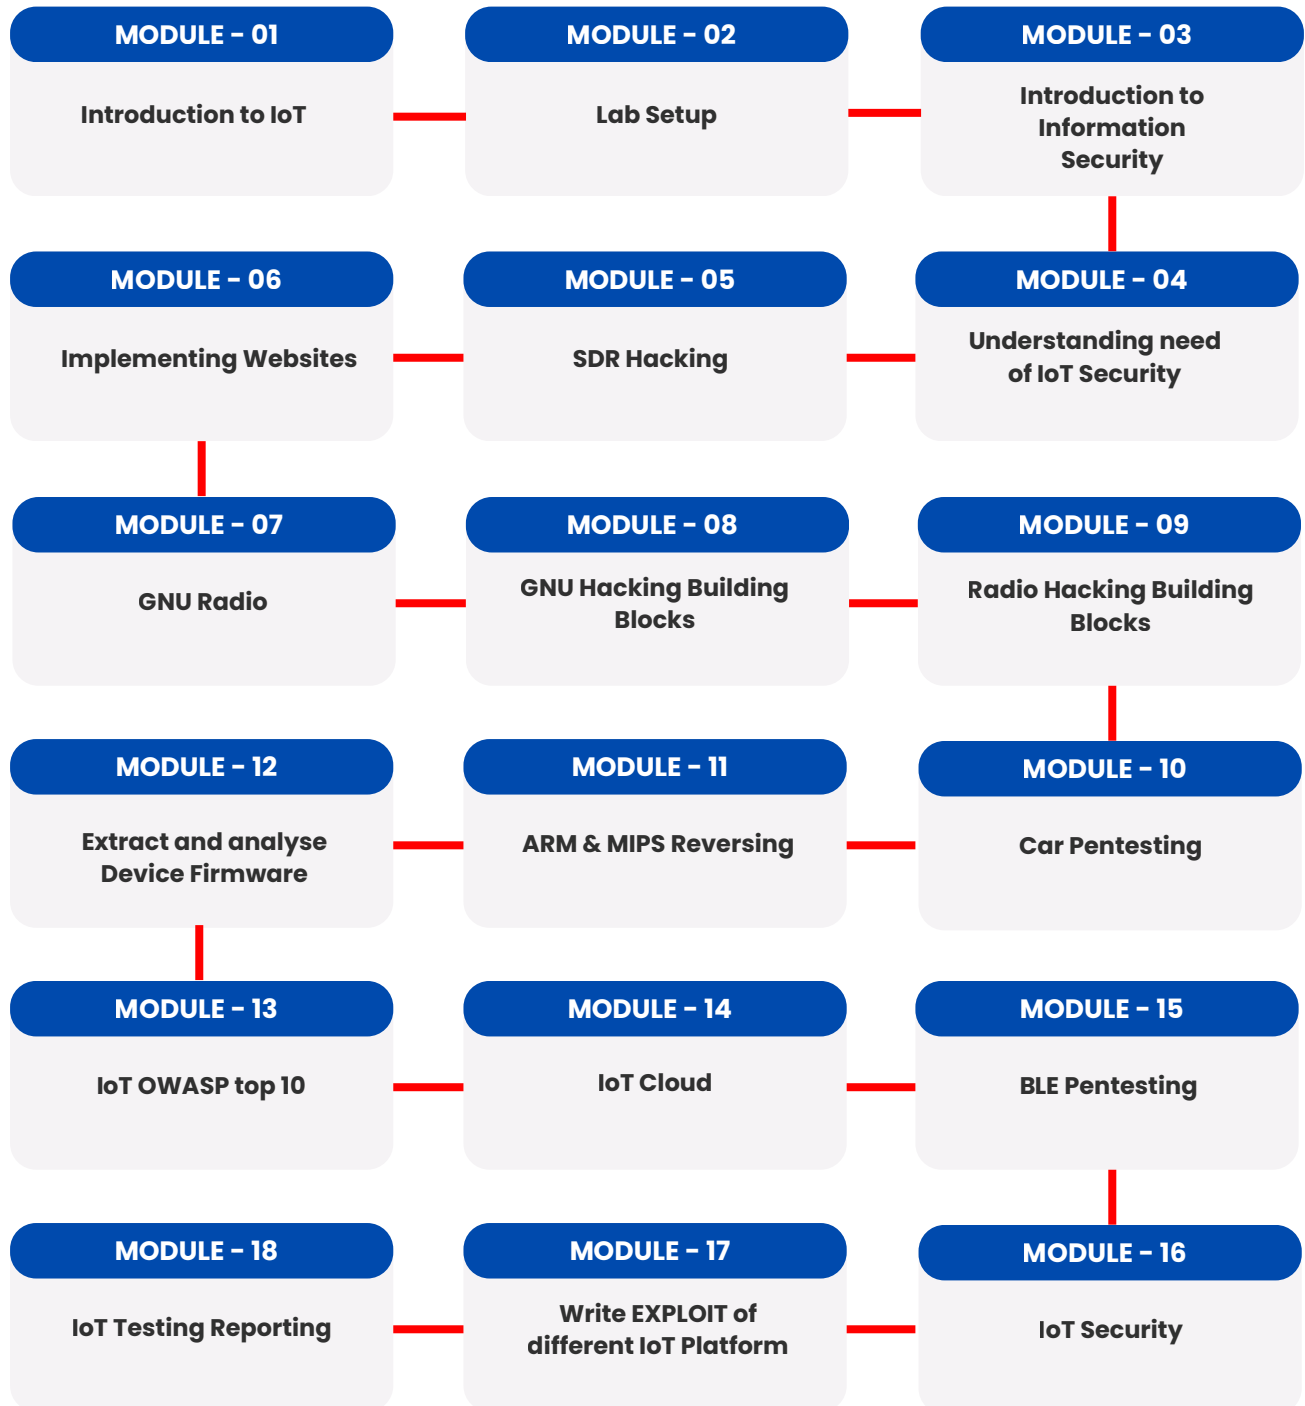 MODULE - 01
Introduction to IoT
MODULE - 02
Lab Setup
MODULE - 03
Introduction to
Information
Security
MODULE - 06
Implementing Websites
MODULE - 05
SDR Hacking
MODULE - 04
Understanding need
of IoT Security
MODULE - 07
GNU Radio
MODULE - 08
GNU Hacking Building
Blocks
MODULE - 09
Radio Hacking Building
Blocks
MODULE - 12
Extract and analyse
Device Firmware
MODULE - 11
ARM & MIPS Reversing
MODULE - 10
Car Pentesting
MODULE - 13
IoT OWASP top 10
MODULE - 14
IoT Cloud
MODULE - 15
BLE Pentesting
MODULE - 18
IoT Testing Reporting
MODULE - 17
Write EXPLOIT of
different IoT Platform
MODULE - 16
IoT Security